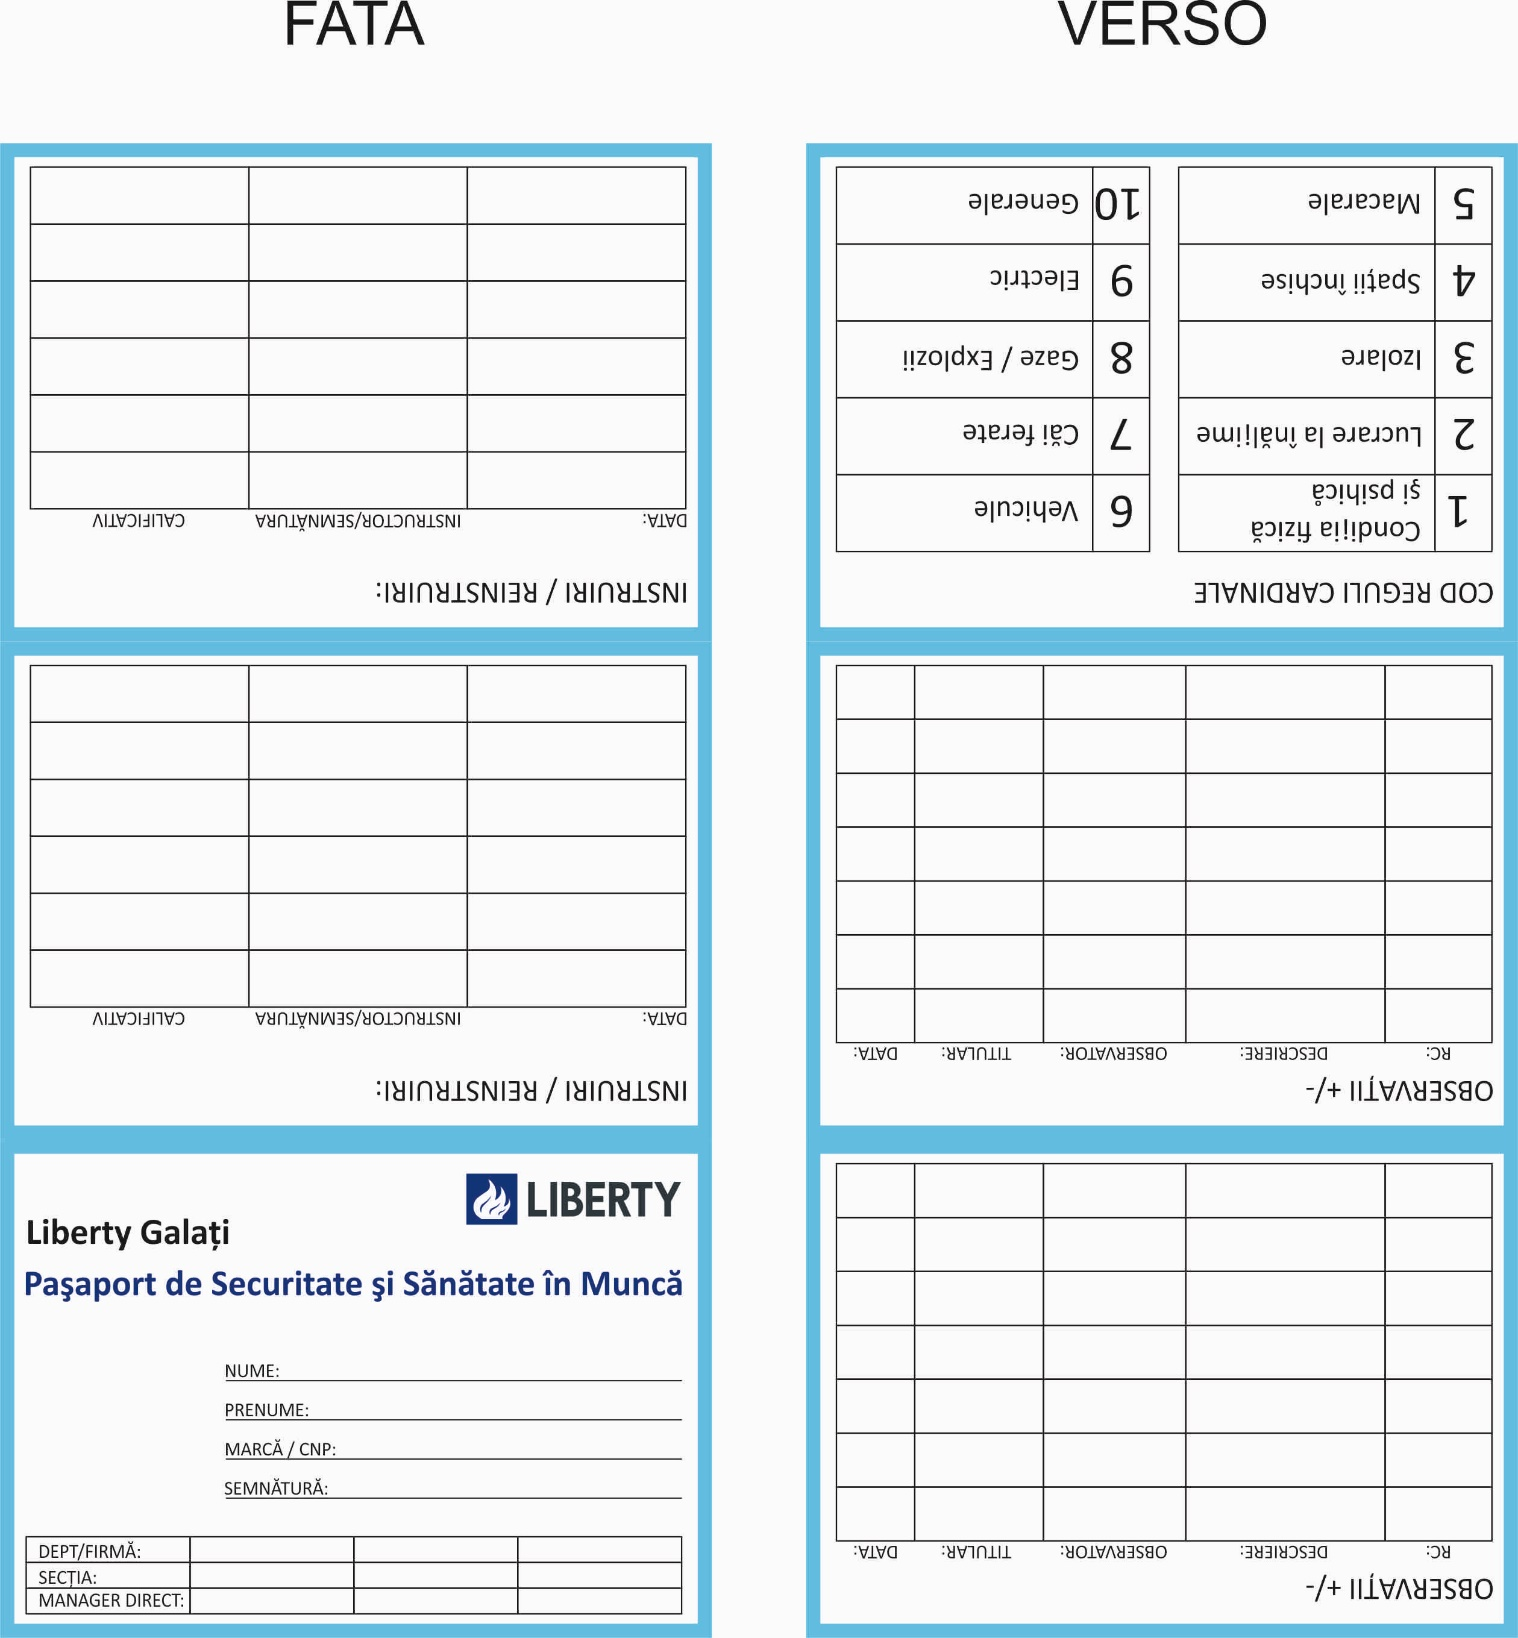 FATA
VERSO
INSTRUIRI / REINSTRUIRI:
DATA:
INSTRUCTOR/SEMNĂTURA
CALIFICATIV
INSTRUIRI / REINSTRUIRI:
DATA:
INSTRUCTOR/SEMNĂTURA
CALIFICATIV
LIBERTY
Liberty Galați
Paşaport de Securitate şi Sănătate în Muncă
NUME:
PRENUME:
MARCĂ / CNP:
SEMNĂTURĂ:
DEPT/FIRMĂ:
SECȚIA:
MANAGER DIRECT:
COD REGULI CARDINALE
1 Condiția fizică
şi psihică
2 Lucrare la înălțime
3 Izolare
4 Spații închise
5 Macarale
6 Vehicule
7 Căi ferate
8 Gaze / Explozii
9 Electric
10 Generale
OBSERVAȚII +/-
RC:
DESCRIERE:
OBSERVATOR:
TITULAR:
DATA:
OBSERVAȚII +/-
RC:
DESCRIERE:
OBSERVATOR:
TITULAR:
DATA: